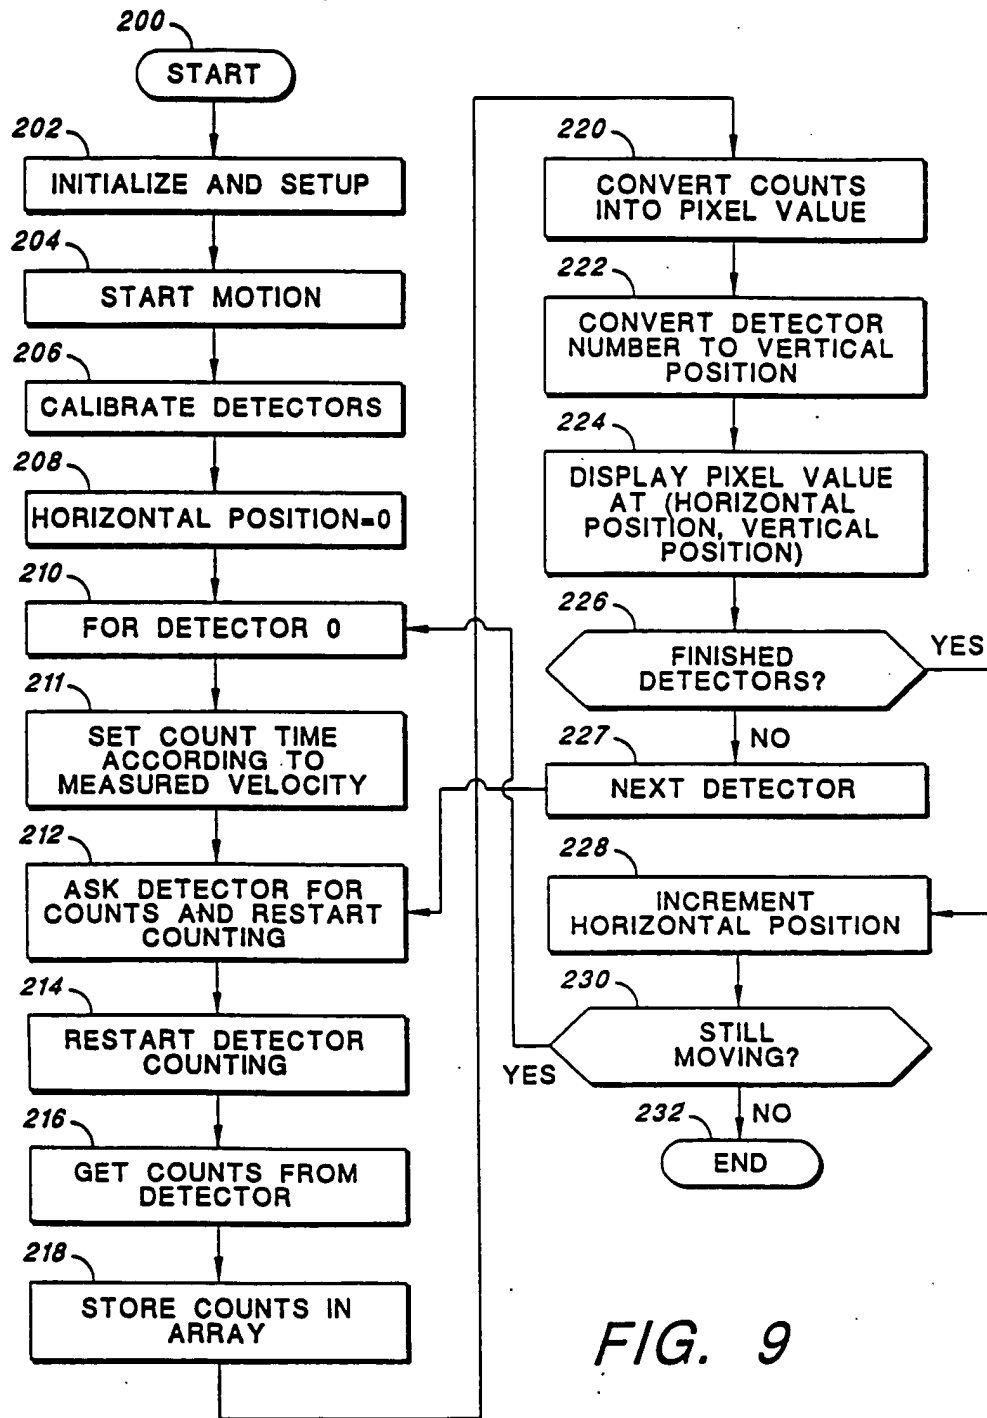 200
START
202
INITIALIZE AND SETUP
204
START MOTION
206
CALIBRATE DETECTORS
208
HORIZONTAL POSITION=0
210
FOR DETECTOR 0
211
SET COUNT TIME
ACCORDING TO
MEASURED VELOCITY
212
ASK DETECTOR FOR
COUNTS AND RESTART
COUNTING
214
RESTART DETECTOR
COUNTING
216
GET COUNTS FROM
DETECTOR
218
STORE COUNTS IN
ARRAY
220
CONVERT COUNTS
INTO PIXEL VALUE
222
CONVERT DETECTOR
NUMBER TO VERTICAL
POSITION
224
DISPLAY PIXEL VALUE
AT (HORIZONTAL
POSITION, VERTICAL
POSITION)
226
FINISHED
DETECTORS?
YES
NO
227
NEXT DETECTOR
228
INCREMENT
HORIZONTAL POSITION
230
STILL
MOVING?
YES
NO
232
END
FIG. 9